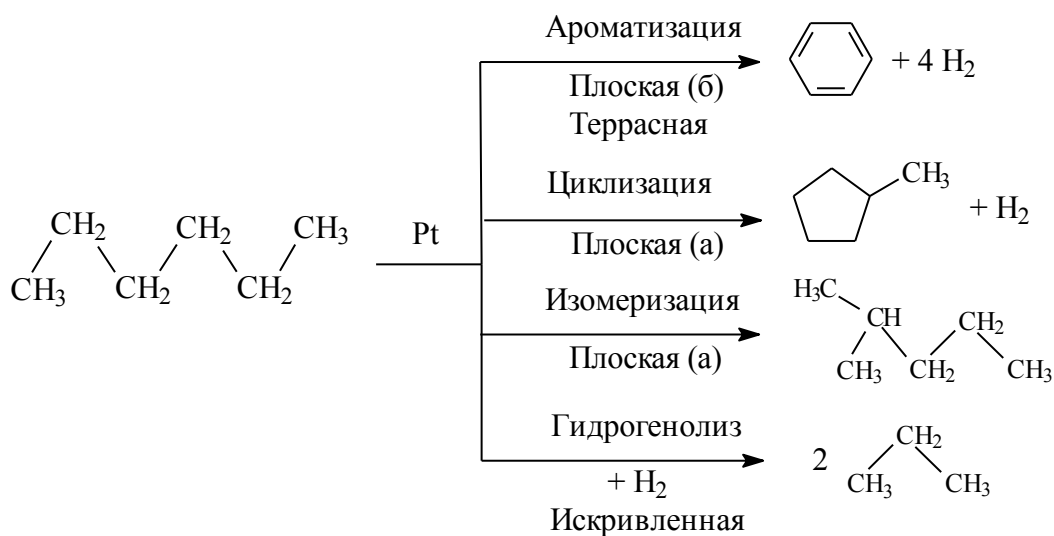 Ароматизация
Плоская (б)
Террасная
+ 4 H₂
Циклизация
Плоская (а)
CH₃
+ H₂
CH₂ CH₂ CH₃
CH₃ CH₂ CH₂
Pt
Изомеризация
Плоская (а)
H₃C
CH CH₂
CH₃ CH₂ CH₃
Гидрогенолиз
+ H₂
Искривленная
2 CH₂
CH₃ CH₃